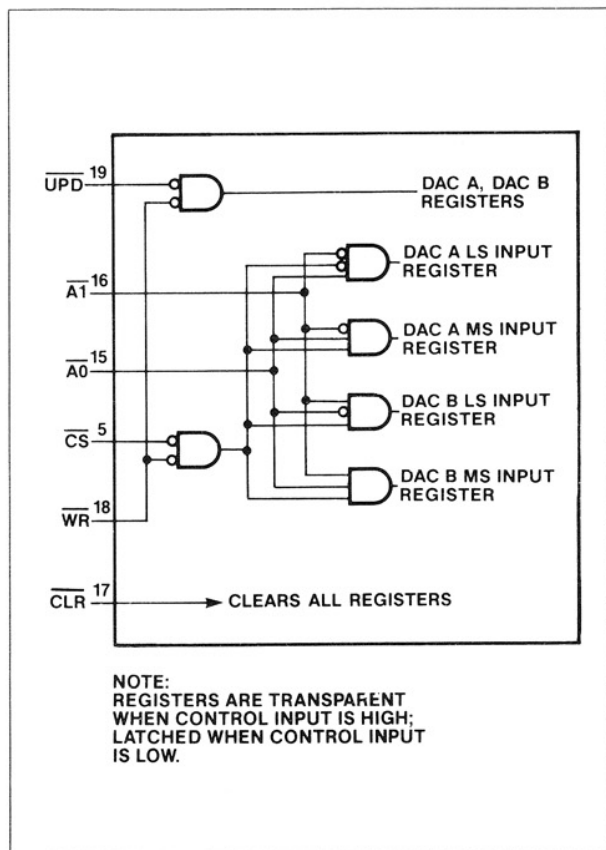 UPD 19
DAC A, DAC B
REGISTERS
DAC A LS INPUT
REGISTER
A1 16
DAC A MS INPUT
REGISTER
A0 15
DAC B LS INPUT
REGISTER
CS 5
DAC B MS INPUT
REGISTER
WR 18
CLR 17
CLEARS ALL REGISTERS
NOTE:
REGISTERS ARE TRANSPARENT
WHEN CONTROL INPUT IS HIGH;
LATCHED WHEN CONTROL INPUT
IS LOW.